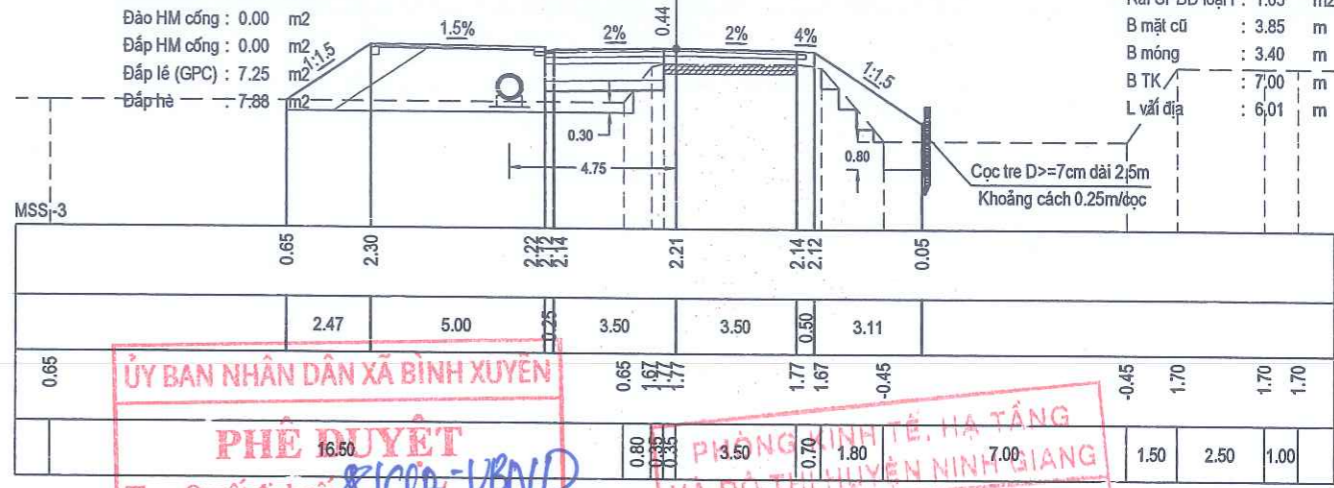 Đào HM cống : 0.00 m2
Đắp HM cống : 0.00 m2
Đắp lề (GPC) : 7.25 m2
Đắp hè : 7.88 m2
1:1.5
1.5%
2%
0.44
2%
4%
1:1.5
B mặt cũ : 3.85 m
B móng : 3.40 m
B TK : 7.00 m
L vải địa : 6.01 m
0.30
4.75
0.80
Cọc tre D>=7cm dài 2.5m
Khoảng cách 0.25m/cọc
MSS:-3
0.65 2.30 2.22 2.12 2.14 2.21 2.14 2.12 0.05
2.47 5.00 0.25 3.50 3.50 0.50 3.11
0.65 0.65 1.67 1.77 1.77 1.77 1.67 -0.45 -0.45 1.70 1.70 1.70
16.50 0.80 0.35 0.35 3.50 0.70 1.80 7.00 1.50 2.50 1.00
ỦY BAN NHÂN DÂN XÃ BÌNH XUYÊN
PHÊ DUYỆT
PHÒNG KINH TẾ, HẠ TẦNG
VÀ ĐÔ THỊ HUYỆN NINH GIANG